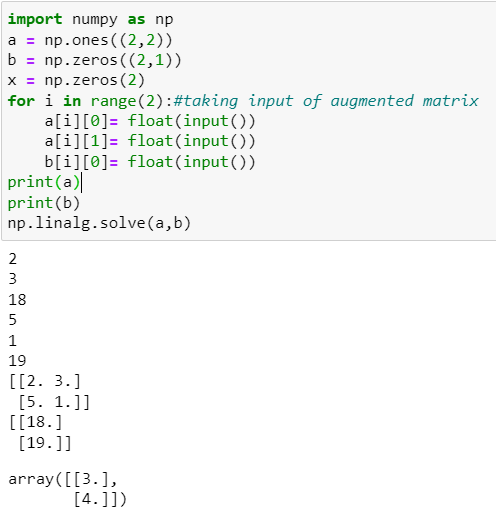 import numpy as np
a = np.ones((2,2))
b = np.zeros((2,1))
x = np.zeros(2)
for i in range(2):#taking input of augmented matrix
    a[i][0]= float(input())
    a[i][1]= float(input())
    b[i][0]= float(input())
print(a)
print(b)
np.linalg.solve(a,b)
2
3
18
5
1
19
[[2. 3.]
 [5. 1.]]
[[18.]
 [19.]]
array([[3.],
       [4.]])